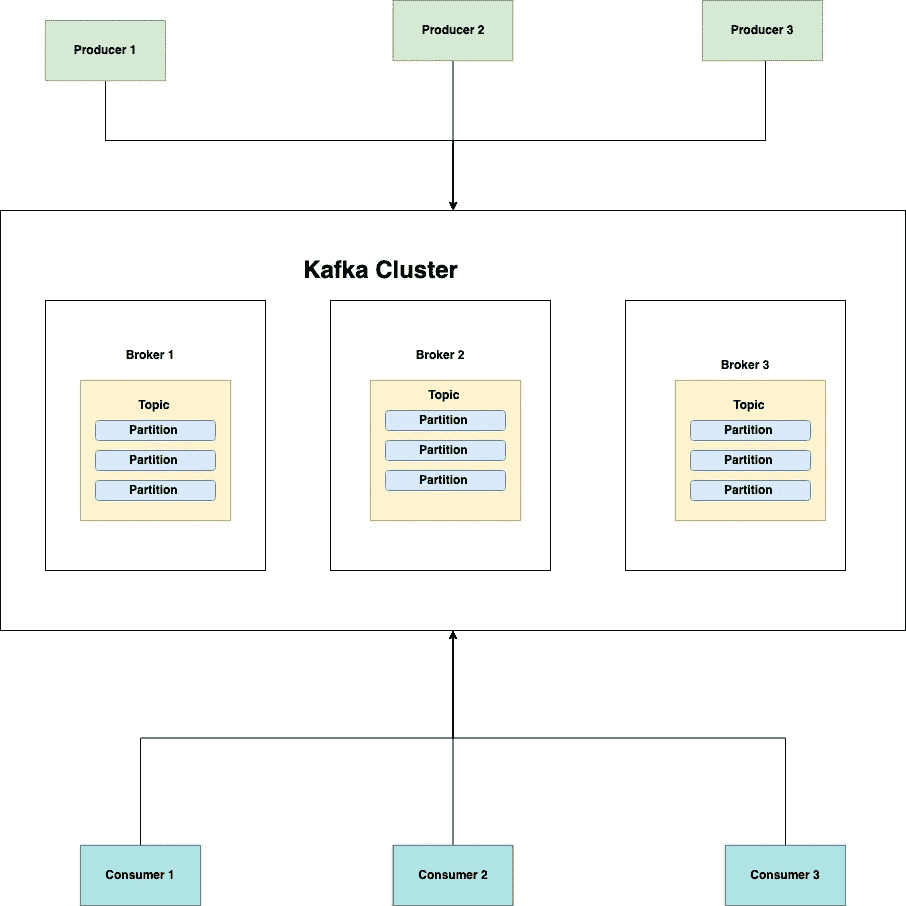 Producer 1
Producer 2
Producer 3
Kafka Cluster
Broker 1
Topic
Partition
Partition
Partition
Broker 2
Topic
Partition
Partition
Partition
Broker 3
Topic
Partition
Partition
Partition
Consumer 1
Consumer 2
Consumer 3